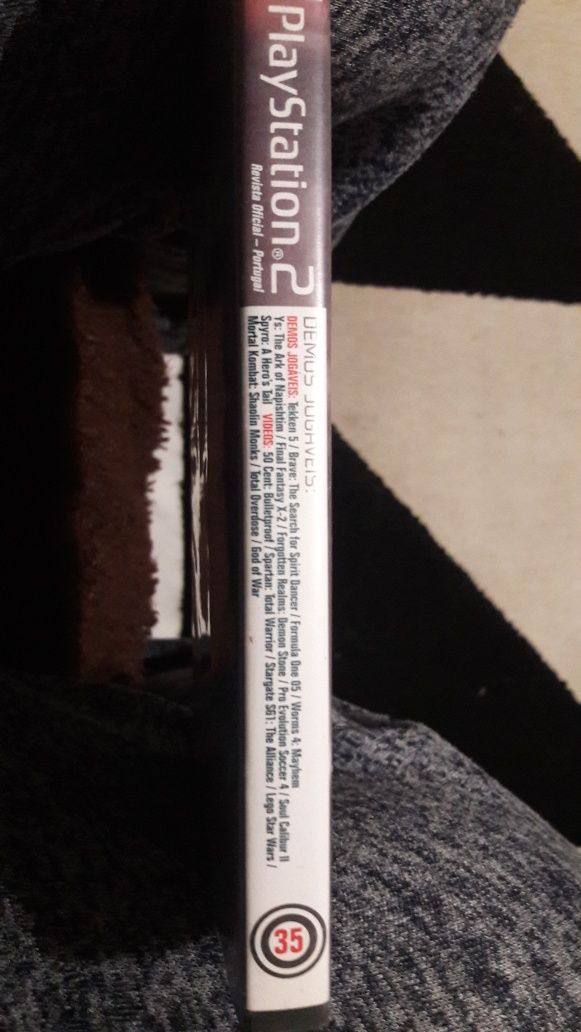 PlayStation®2
Revista Oficial – Portugal
DEMOS JOGÁVEIS:
DEMOS JOGÁVEIS: Tekken 5 / Brave: The Search for Spirit Dancer / Formula One 05 / Worms 4: Mayhem
Ys: The Ark of Napishtim / Final Fantasy X-2 / Forgotten Realms: Demon Stone / Pro Evolution Soccer 4 / Soul Calibur II
Spyro: A Hero's Tail VIDEOS: 50 Cent: Bulletproof / Spartan: Total Warrior / Stargate SG1: The Alliance / Lego Star Wars /
Mortal Kombat: Shaolin Monks / Total Overdose / God of War
35